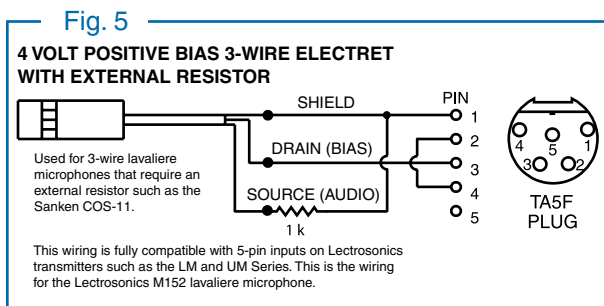 Fig. 5
4 VOLT POSITIVE BIAS 3-WIRE ELECTRET
WITH EXTERNAL RESISTOR
SHIELD
DRAIN (BIAS)
SOURCE (AUDIO)
1 k
PIN
1
2
3
4
5
Used for 3-wire lavaliere
microphones that require an
external resistor such as the
Sanken COS-11.
4
5
1
3
2
TA5F
PLUG
This wiring is fully compatible with 5-pin inputs on Lectrosonics
transmitters such as the LM and UM Series. This is the wiring
for the Lectrosonics M152 lavaliere microphone.